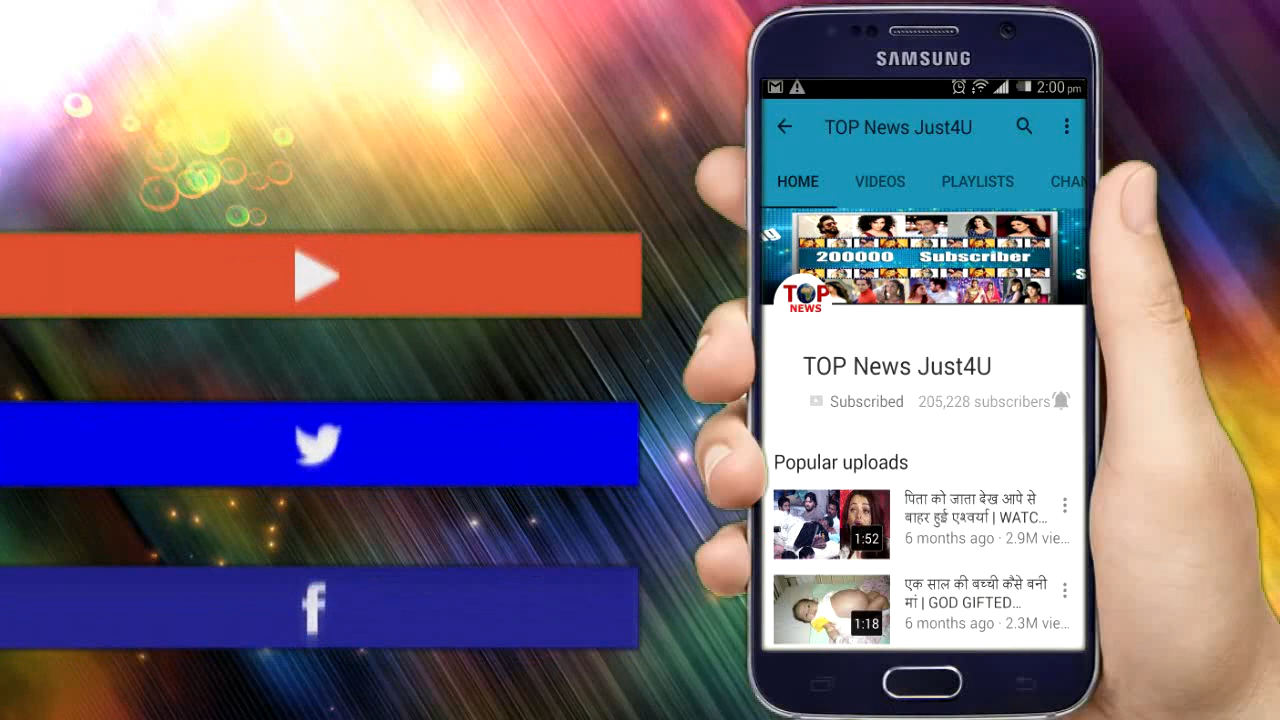 SAMSUNG
2:00 pm
TOP News Just4U
HOME VIDEOS PLAYLISTS CHAN
200000 Subscriber
TOP
NEWS
TOP News Just4U
Subscribed 205,228 subscribers
Popular uploads
पिता को जाता देख आपे से
बाहर हुई एश्वर्या | WATC...
6 months ago · 2.9M vie...
1:52
एक साल की बच्ची कैसे बनी
मां | GOD GIFTED...
6 months ago · 2.3M vie...
1:18